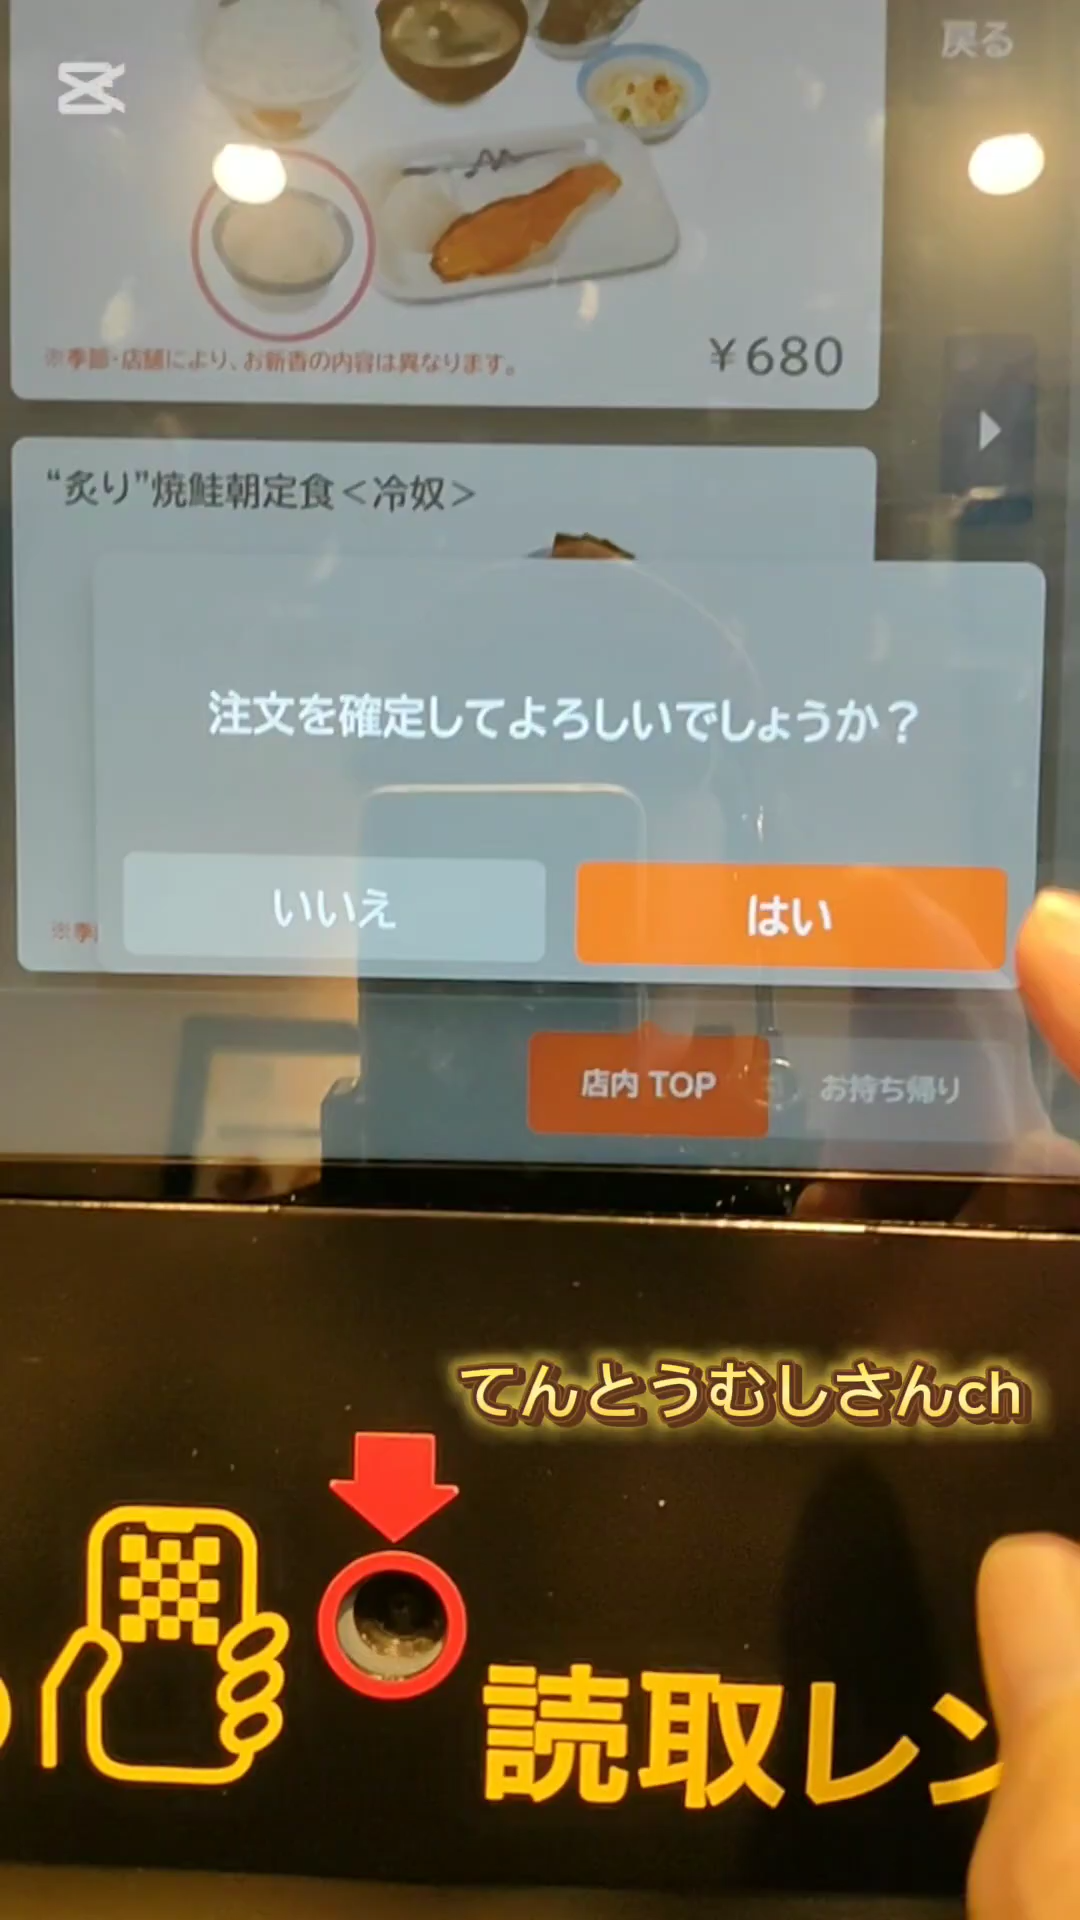 戻る
※季節・店舗により、お新香の内容は異なります。
¥680
“炙り”焼鮭朝定食＜冷奴＞
注文を確定してよろしいでしょうか？
※季
いいえ
はい
店内 TOP
お持ち帰り
てんとうむしさんch
読取レン